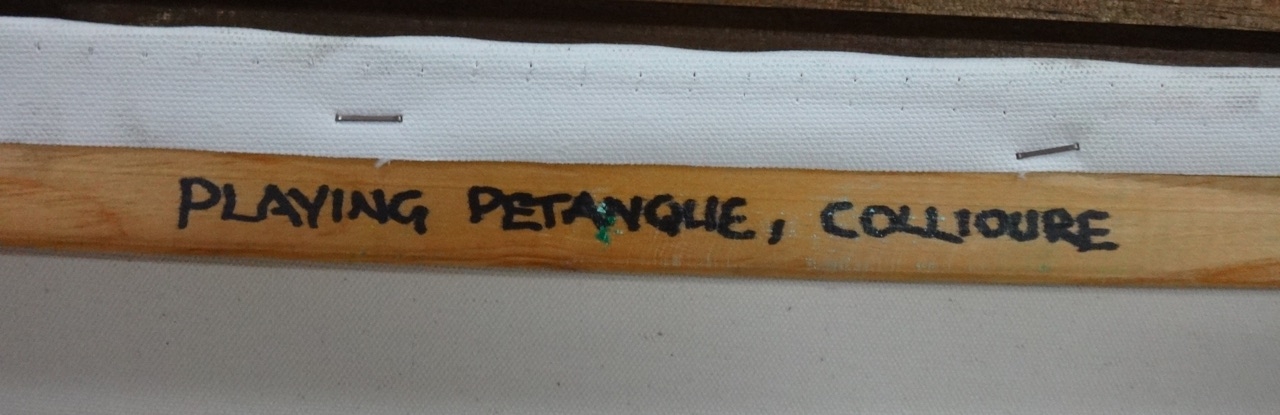 PLAYING PETANQUE, COLLIOURE